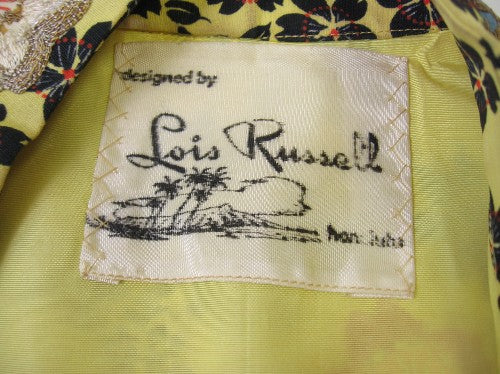 designed by
Lois Russell
honolulu